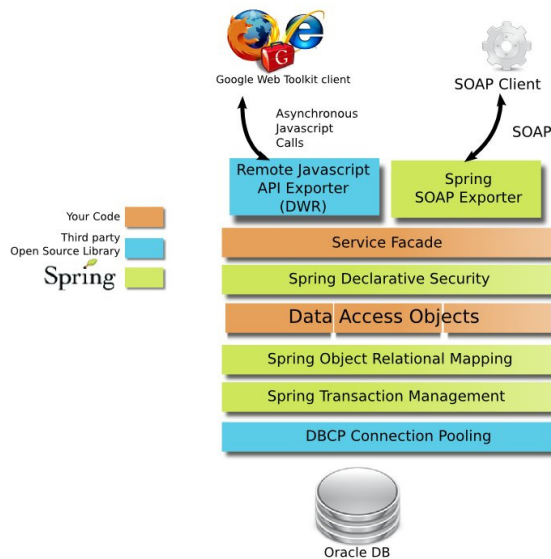 G
Google Web Toolkit client
SOAP Client
Asynchronous
Javascript
Calls
SOAP
Remote Javascript
API Exporter
(DWR)
Spring
SOAP Exporter
Your Code
Third party
Open Source Library
Spring
Service Facade
Spring Declarative Security
Data Access Objects
Spring Object Relational Mapping
Spring Transaction Management
DBCP Connection Pooling
Oracle DB